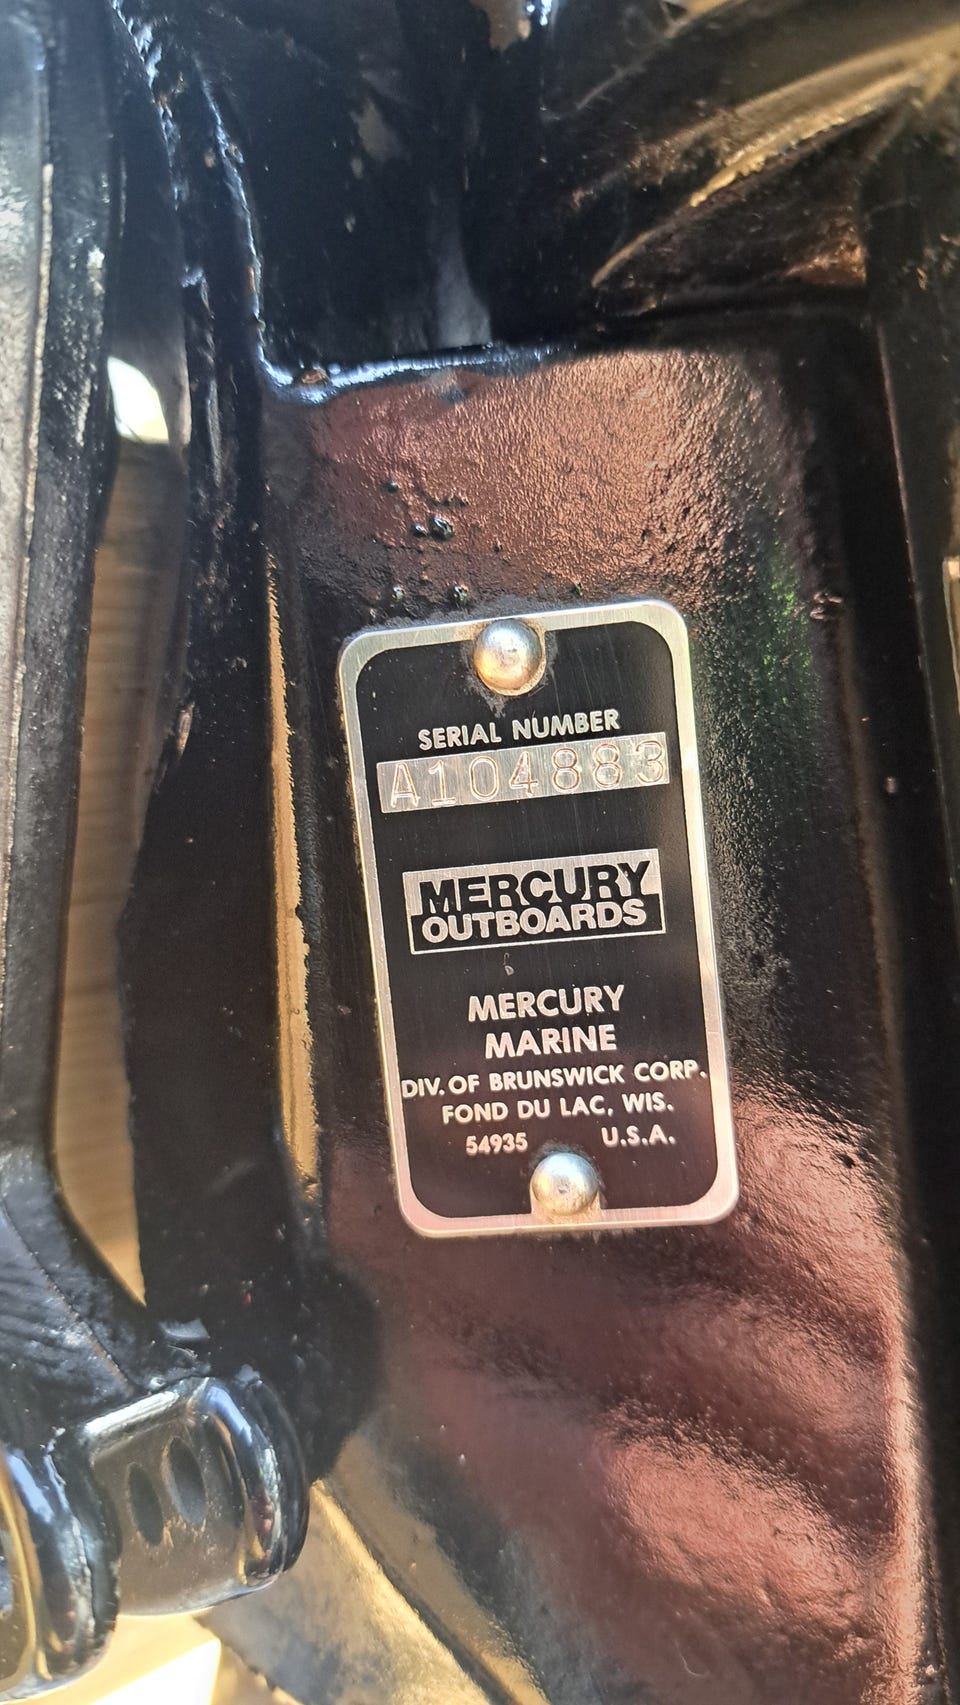 SERIAL NUMBER
A104883
MERCURY
OUTBOARDS
MERCURY
MARINE
DIV. OF BRUNSWICK CORP.
FOND DU LAC, WIS.
54935 U.S.A.